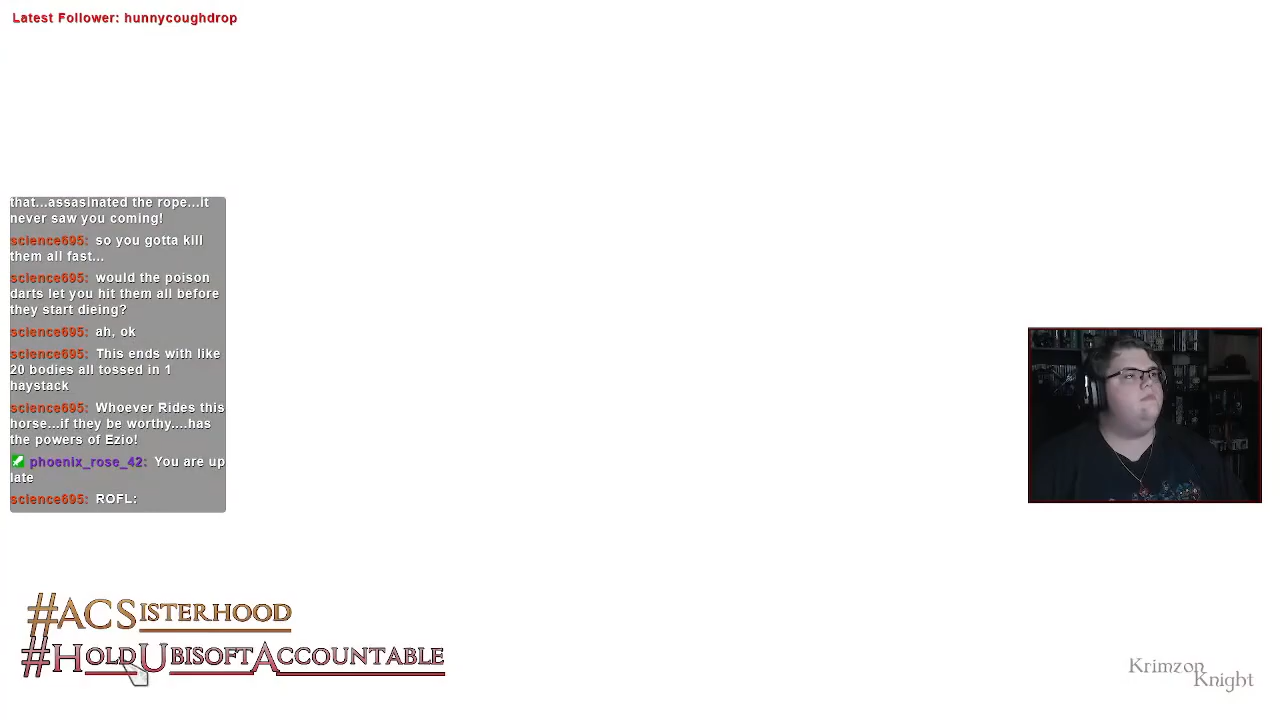 Latest Follower: hunnycoughdrop
that...assasinated the rope...it
never saw you coming!
science695: so you gotta kill
them all fast...
science695: would the poison
darts let you hit them all before
they start dieing?
science695: ah, ok
science695: This ends with like
20 bodies all tossed in 1
haystack
science695: Whoever Rides this
horse...if they be worthy....has
the powers of Ezio!
phoenix_rose_42: You are up
late
science695: ROFL:
#ACSisterhood
#HoldUbisoftAccountable
Krimzon
Knight